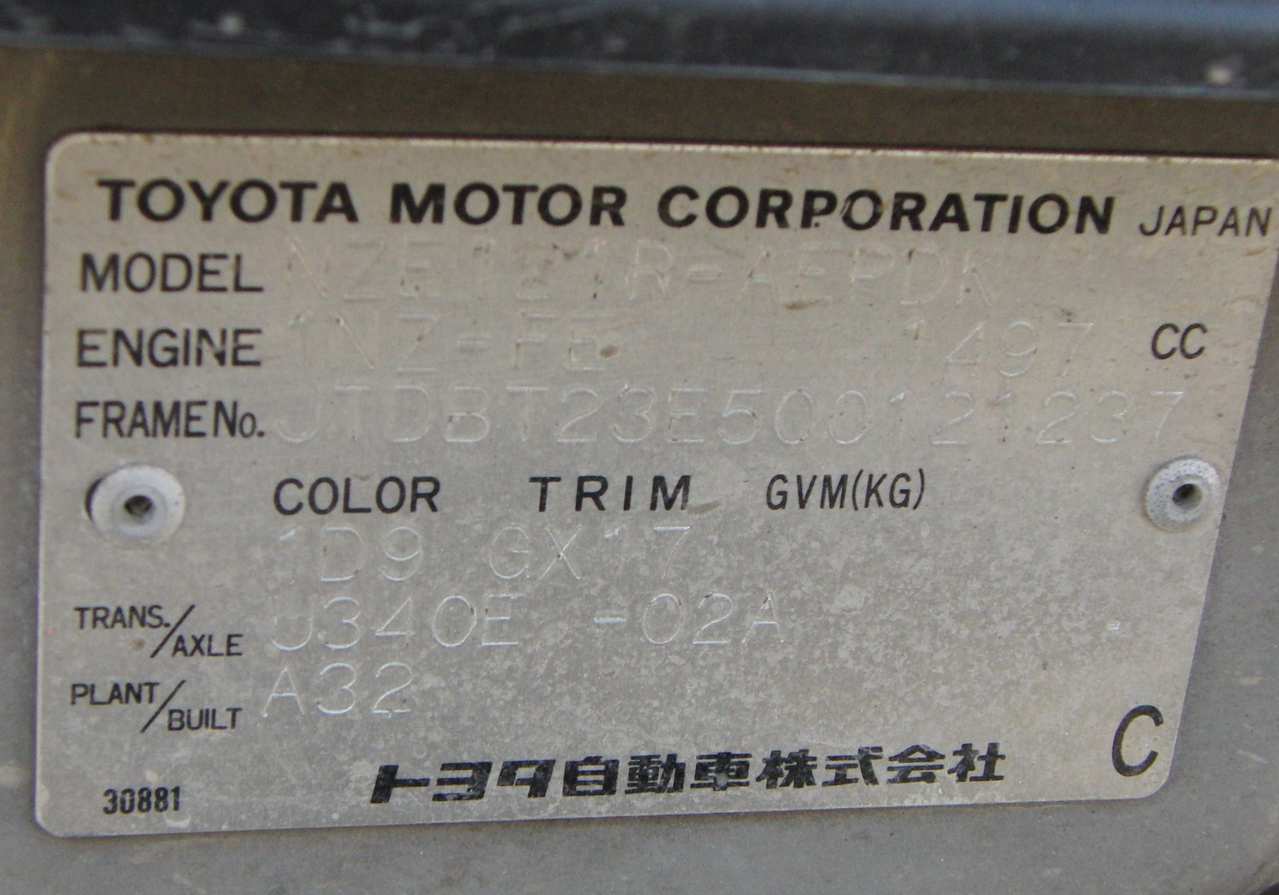 TOYOTA MOTOR CORPORATION JAPAN
MODEL NZE121R-AEPDK
ENGINE 1NZ-FE 1497 CC
FRAME No. JTDBT23E500121237
COLOR TRIM GVM(KG)
1D9 GX17
TRANS./AXLE U340E -02A
PLANT/BUILT A32
C
トヨタ自動車株式会社
30881